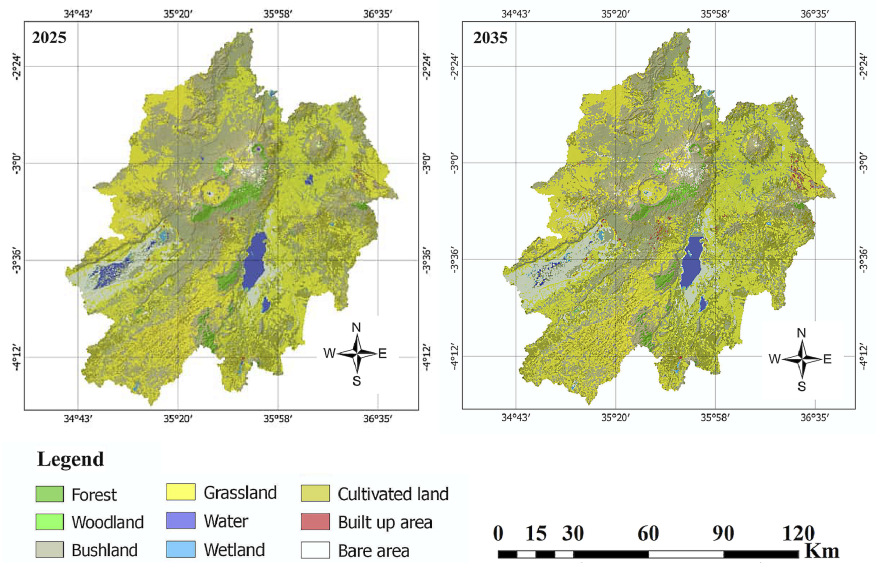 34°43′ 35°20′ 35°58′ 36°35′
34°43′ 35°20′ 35°58′ 36°35′
2025
2035
-2°24′ -2°24′
-3°0′ -3°0′
-3°36′ -3°36′
-4°12′ -4°12′
N
W E
S
N
W E
S
34°43′ 35°20′ 35°58′ 36°35′
34°43′ 35°20′ 35°58′ 36°35′
Legend
Forest
Grassland
Cultivated land
Woodland
Water
Built up area
Bushland
Wetland
Bare area
0 15 30 60 90 120
Km